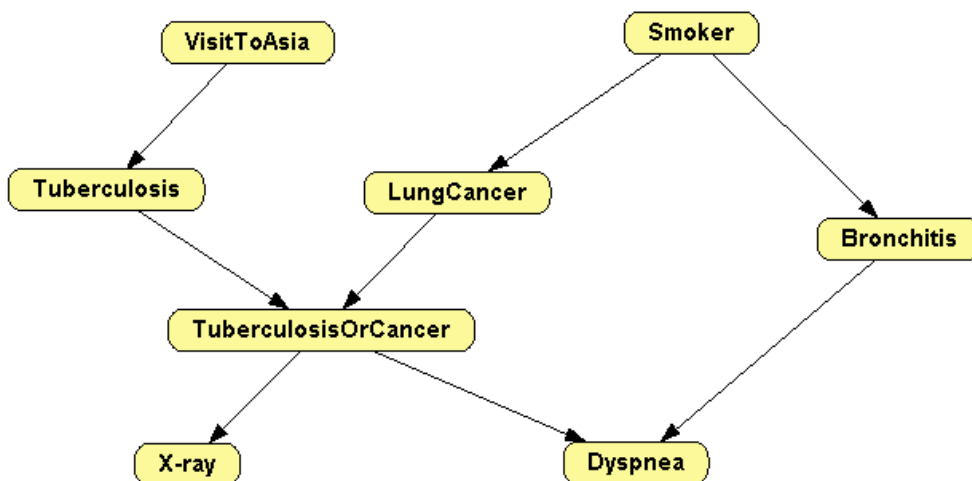 VisitToAsia
Smoker
Tuberculosis
LungCancer
Bronchitis
TuberculosisOrCancer
X-ray
Dyspnea